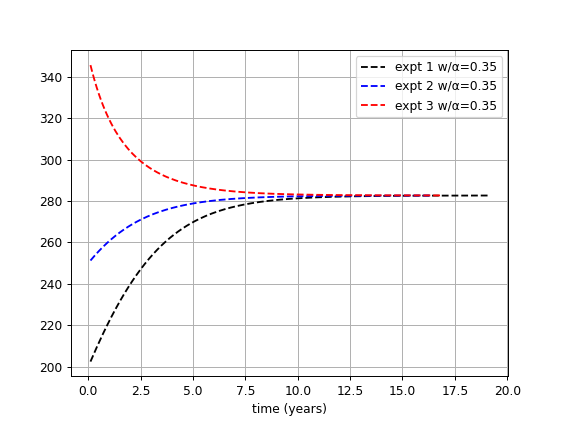 expt 1 w/α=0.35
expt 2 w/α=0.35
expt 3 w/α=0.35
340
320
300
280
260
240
220
200
0.0 2.5 5.0 7.5 10.0 12.5 15.0 17.5 20.0
time (years)